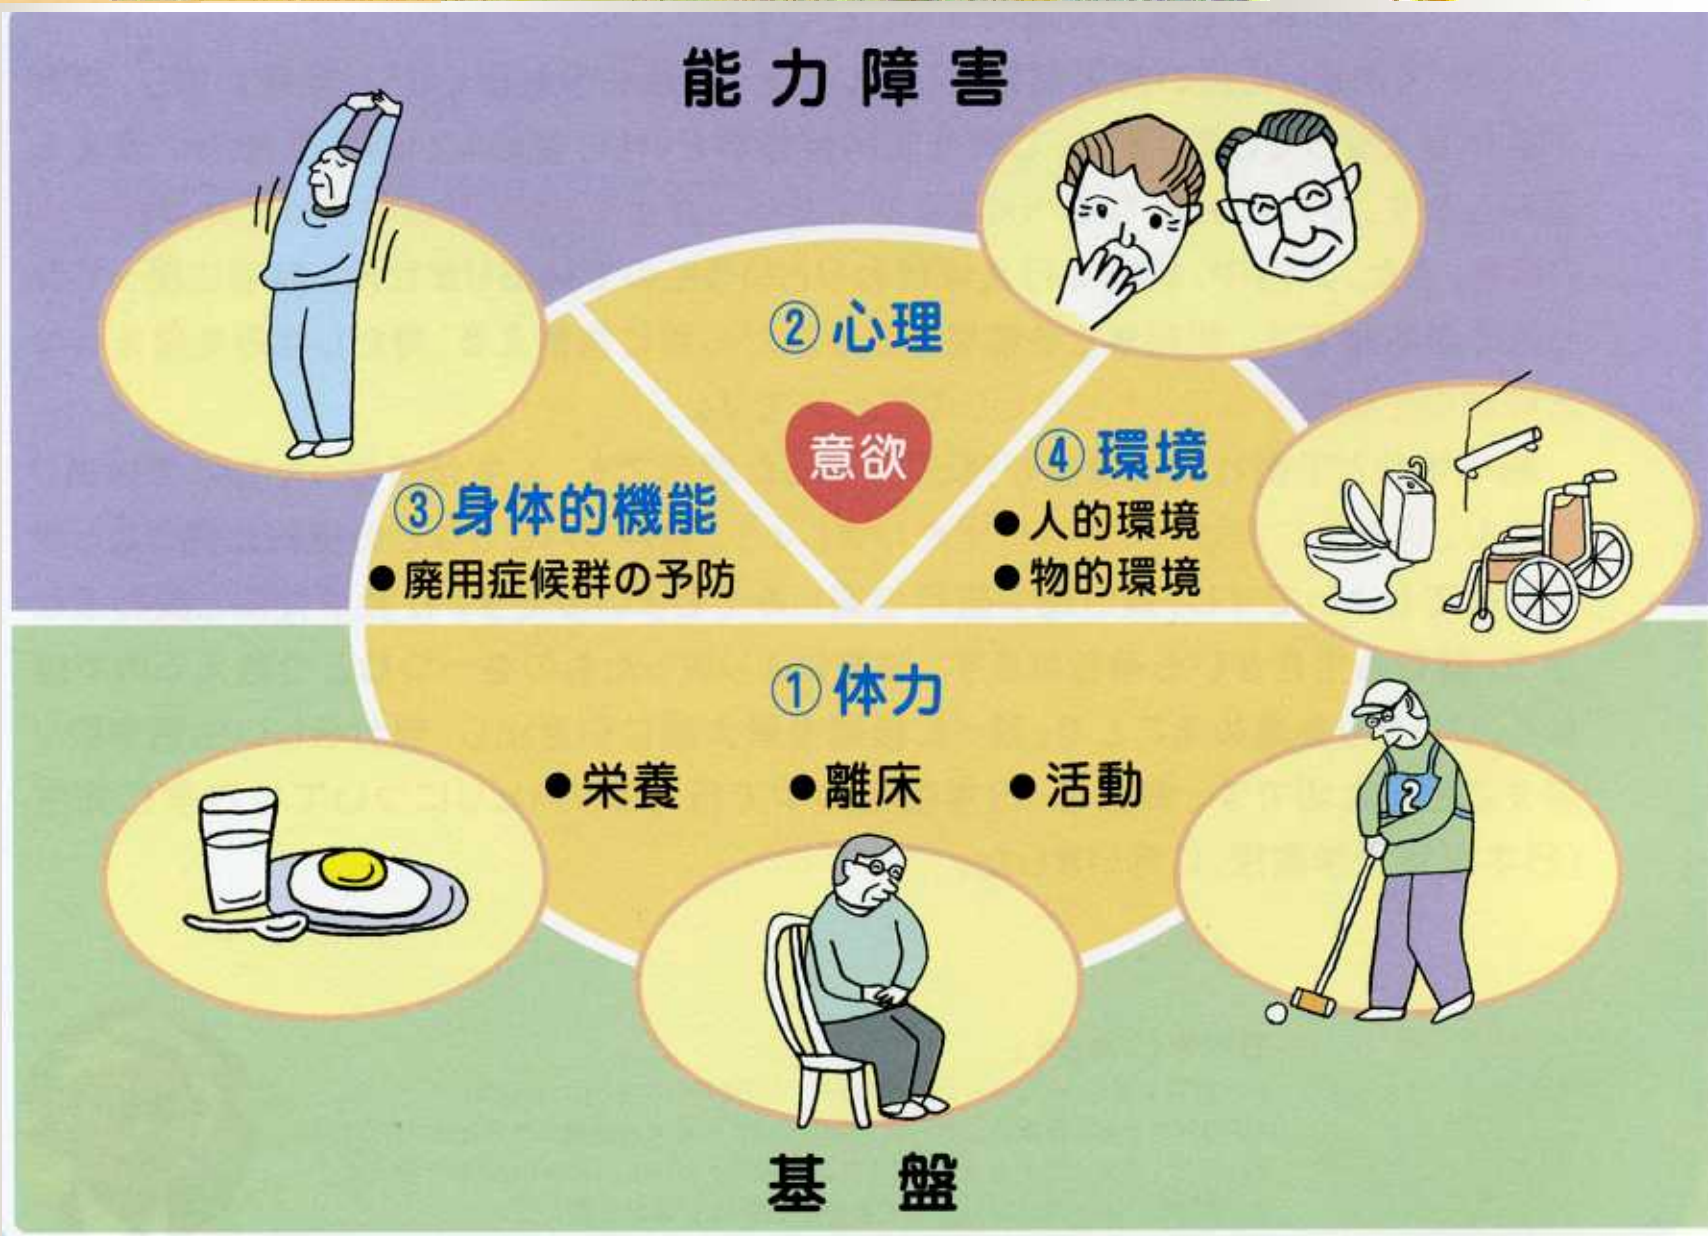 能力障害
②心理
意欲
③身体的機能
●廃用症候群の予防
④環境
●人的環境
●物的環境
①体力
●栄養 ●離床 ●活動
2
基盤